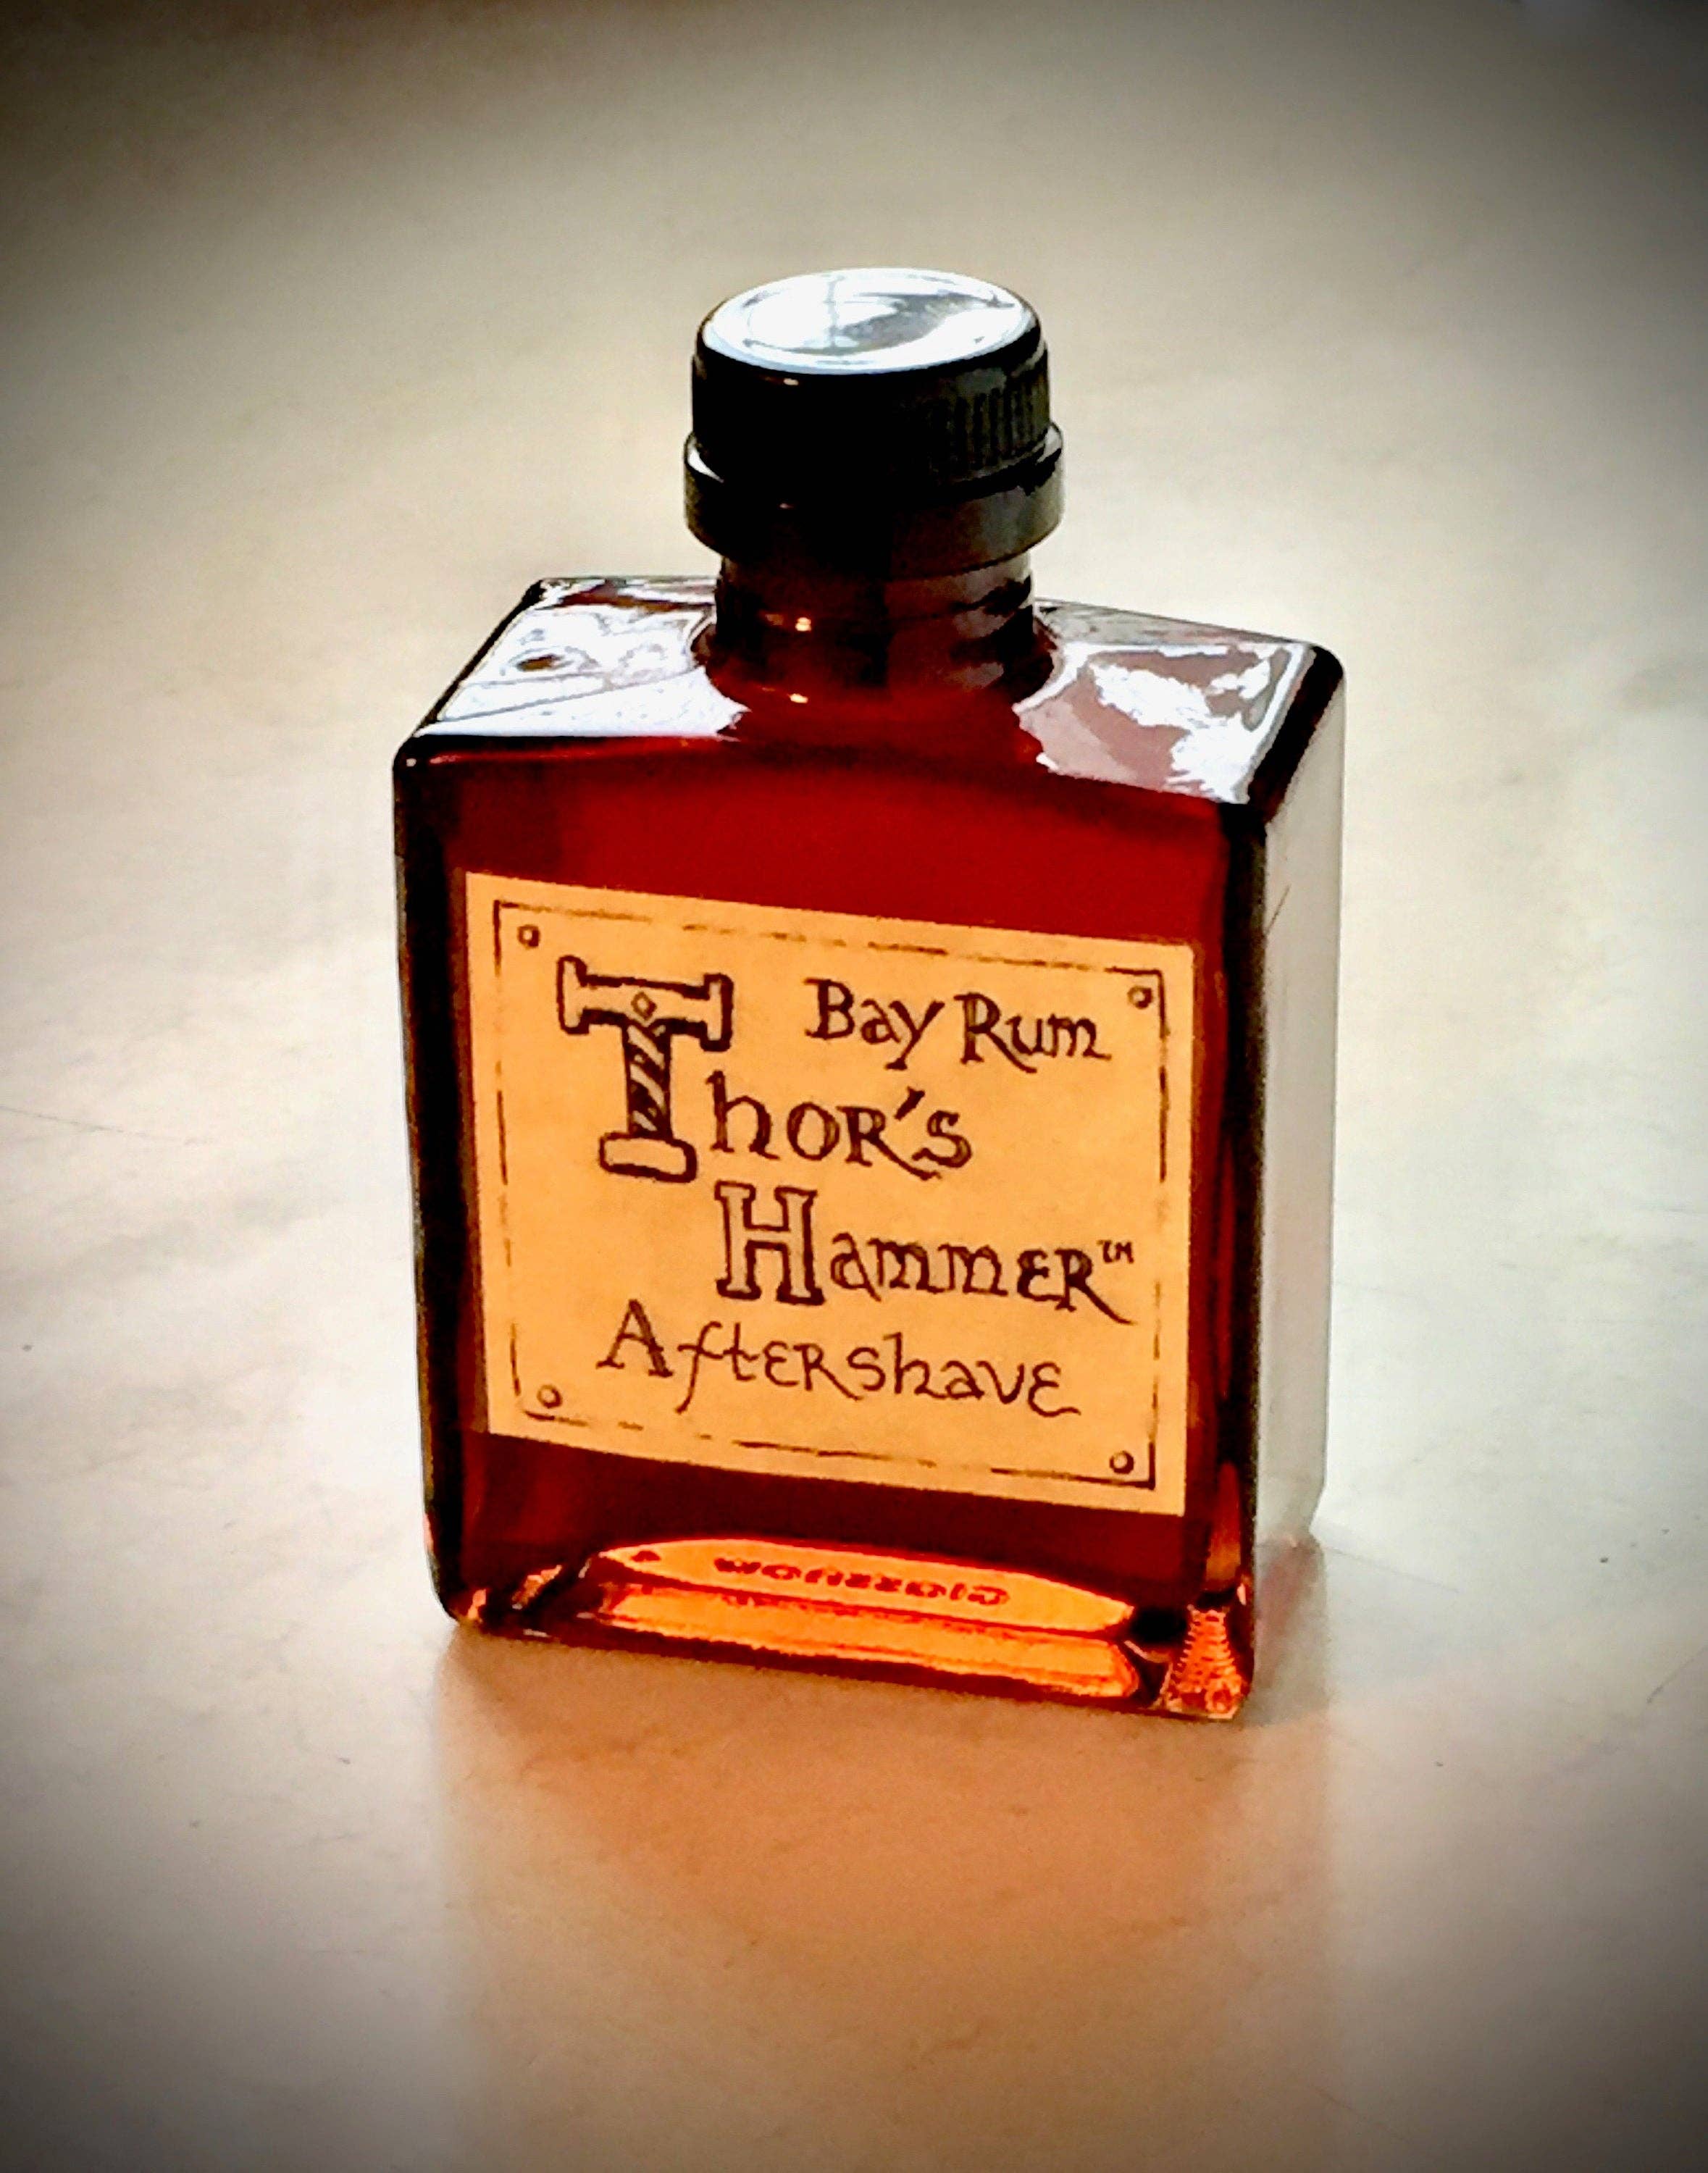 Bay Rum
Thor's
Hammer™
Aftershave